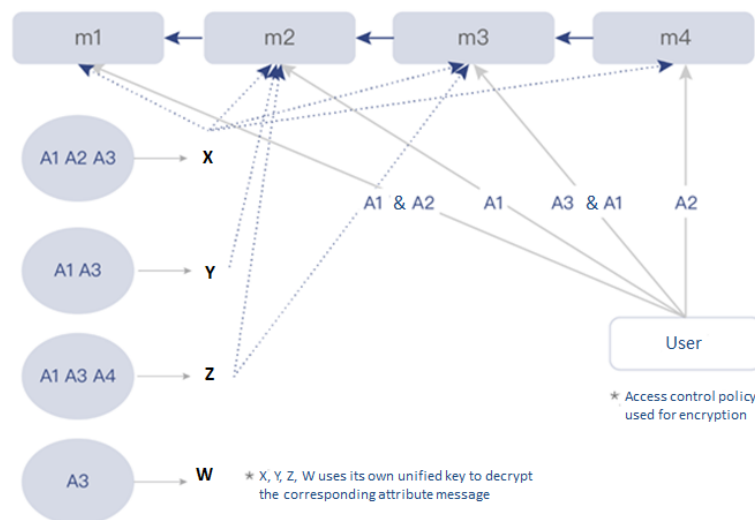 m1 m2 m3 m4
A1 A2 A3 X
A1 & A2 A1 A3 & A1 A2
A1 A3 Y
User
A1 A3 A4 Z
* Access control policy
used for encryption
A3 W
* X, Y, Z, W uses its own unified key to decrypt
the corresponding attribute message